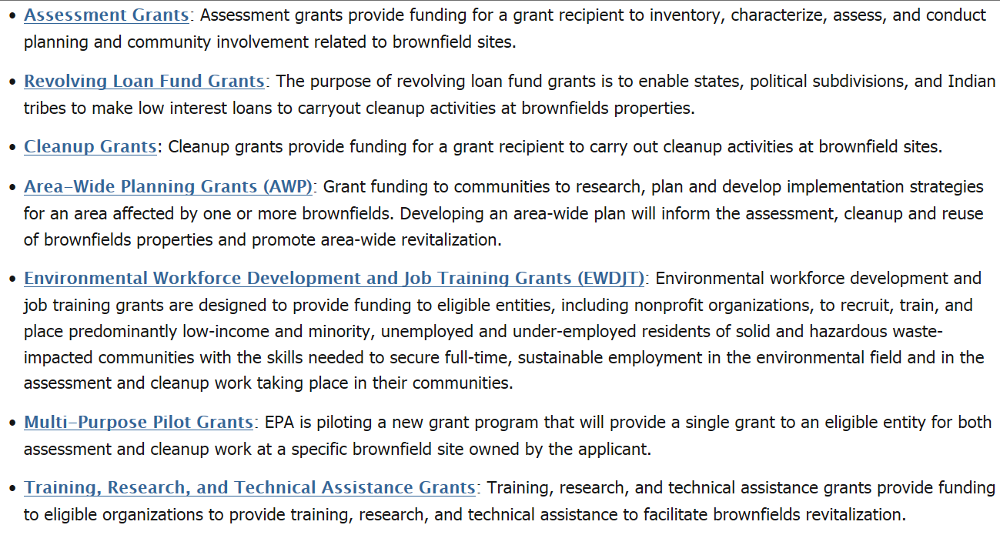 • Assessment Grants: Assessment grants provide funding for a grant recipient to inventory, characterize, assess, and conduct
planning and community involvement related to brownfield sites.
• Revolving Loan Fund Grants: The purpose of revolving loan fund grants is to enable states, political subdivisions, and Indian
tribes to make low interest loans to carryout cleanup activities at brownfields properties.
• Cleanup Grants: Cleanup grants provide funding for a grant recipient to carry out cleanup activities at brownfield sites.
• Area-Wide Planning Grants (AWP): Grant funding to communities to research, plan and develop implementation strategies
for an area affected by one or more brownfields. Developing an area-wide plan will inform the assessment, cleanup and reuse
of brownfields properties and promote area-wide revitalization.
• Environmental Workforce Development and Job Training Grants (EWDJT): Environmental workforce development and
job training grants are designed to provide funding to eligible entities, including nonprofit organizations, to recruit, train, and
place predominantly low-income and minority, unemployed and under-employed residents of solid and hazardous waste-
impacted communities with the skills needed to secure full-time, sustainable employment in the environmental field and in the
assessment and cleanup work taking place in their communities.
• Multi-Purpose Pilot Grants: EPA is piloting a new grant program that will provide a single grant to an eligible entity for both
assessment and cleanup work at a specific brownfield site owned by the applicant.
• Training, Research, and Technical Assistance Grants: Training, research, and technical assistance grants provide funding
to eligible organizations to provide training, research, and technical assistance to facilitate brownfields revitalization.